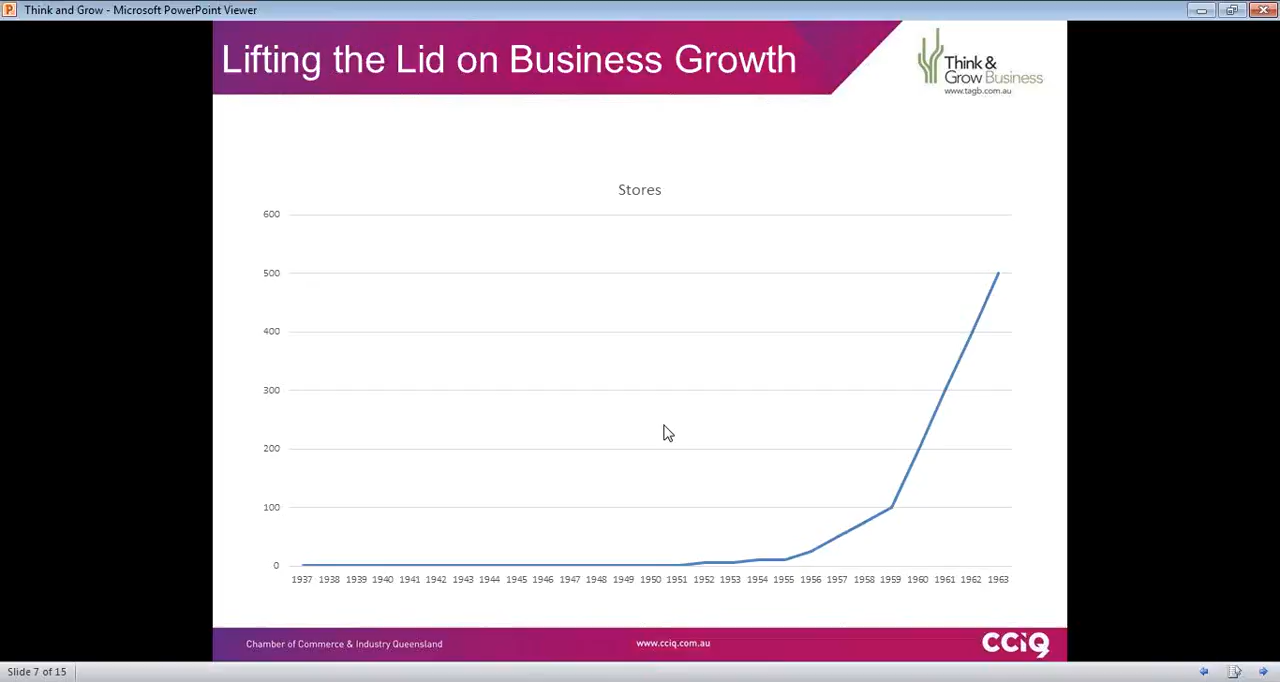 Think and Grow - Microsoft PowerPoint Viewer
Lifting the Lid on Business Growth
Think &
Grow Business
www.tagb.com.au
Stores
600
500
400
300
200
100
0
1937 1938 1939 1940 1941 1942 1943 1944 1945 1946 1947 1948 1949 1950 1951 1952 1953 1954 1955 1956 1957 1958 1959 1960 1961 1962 1963
Chamber of Commerce & Industry Queensland
www.cciq.com.au
CCIQ
Slide 7 of 15